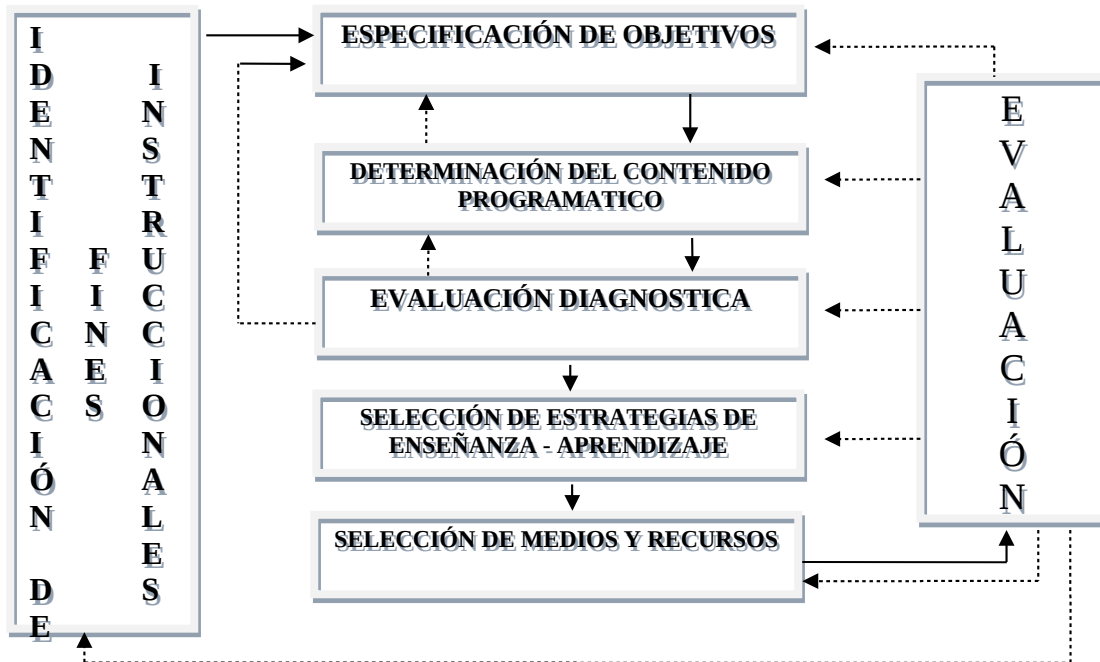 IDENTIFICACIÓN DE
FINES
INSTRUCCIONALES
ESPECIFICACIÓN DE OBJETIVOS
DETERMINACIÓN DEL CONTENIDO
PROGRAMATICO
EVALUACIÓN DIAGNOSTICA
SELECCIÓN DE ESTRATEGIAS DE
ENSEÑANZA - APRENDIZAJE
SELECCIÓN DE MEDIOS Y RECURSOS
EVALUACIÓN